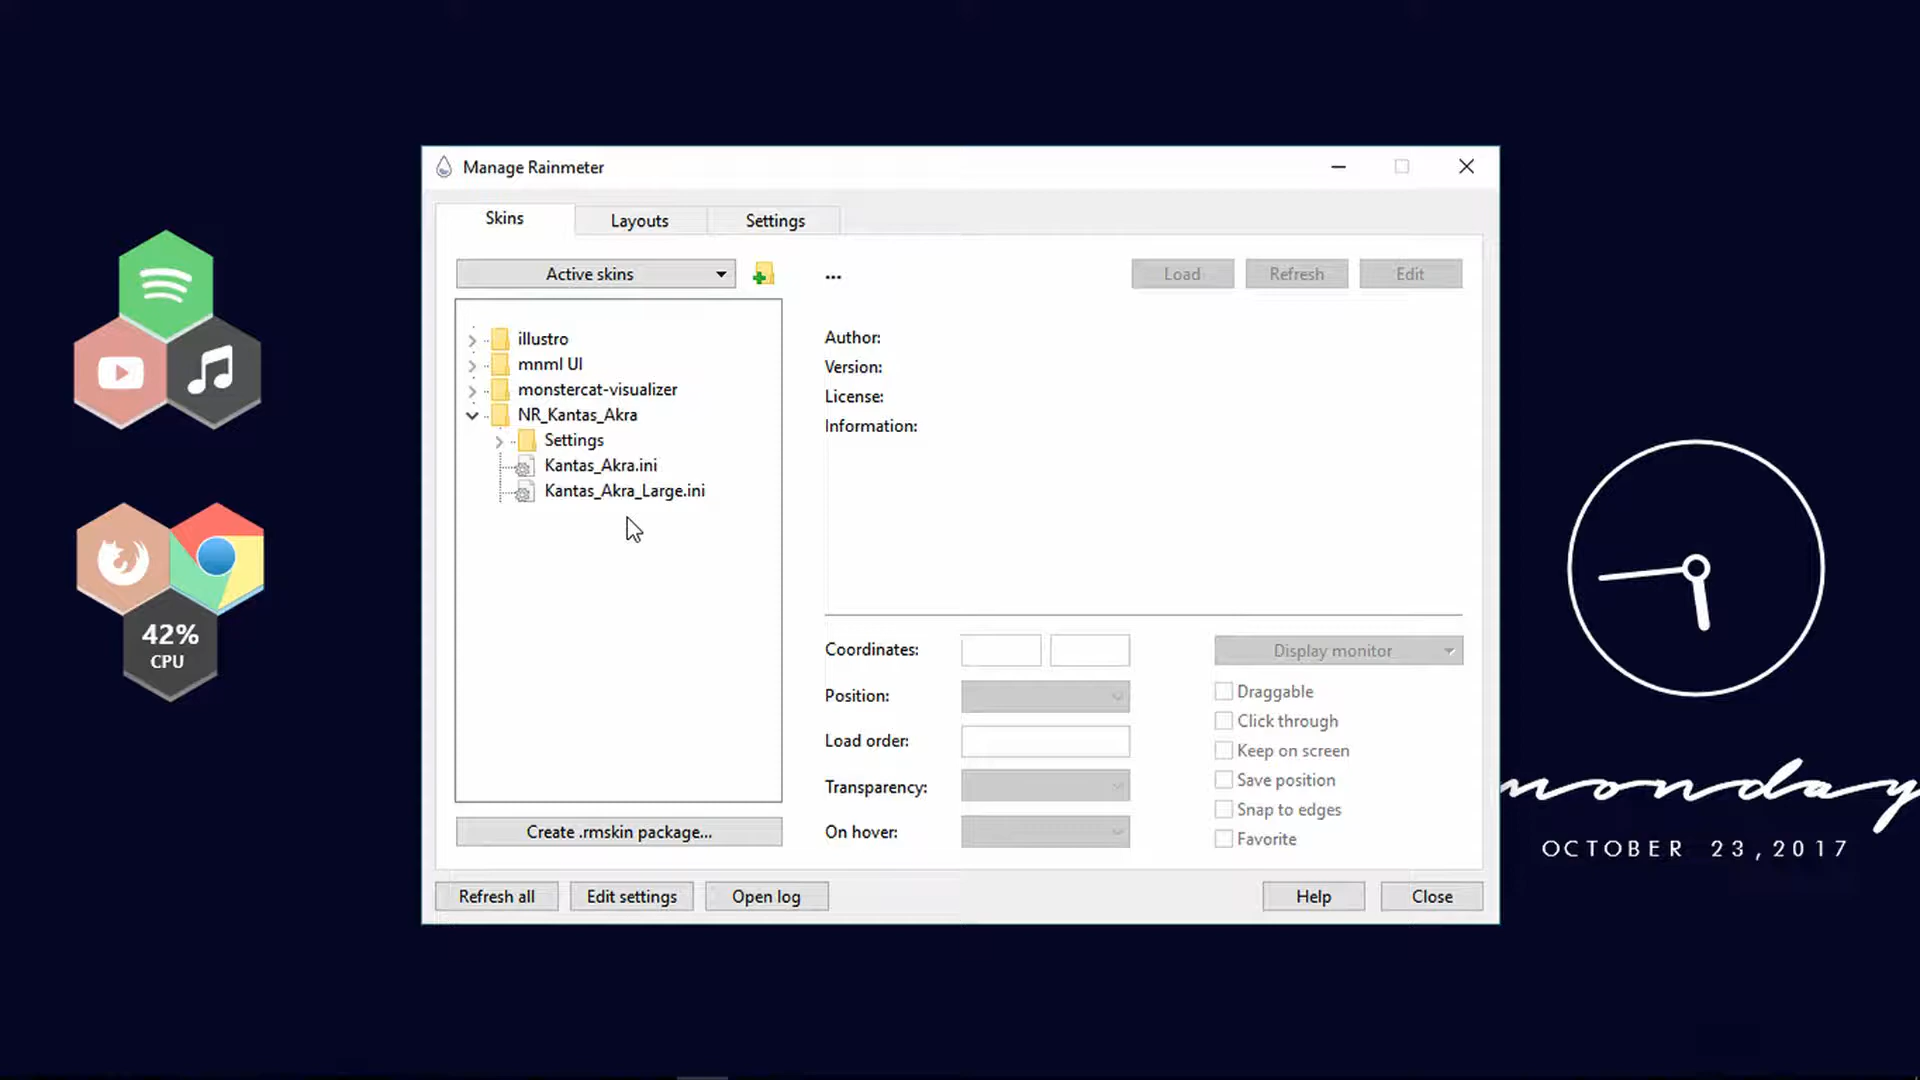 Manage Rainmeter
Skins
Layouts
Settings
Active skins
...
Load
Refresh
Edit
illustro
mnml UI
monstercat-visualizer
NR_Kantas_Akra
Settings
Kantas_Akra.ini
Kantas_Akra_Large.ini
Author:
Version:
License:
Information:
Coordinates:
Display monitor
Position:
Load order:
Transparency:
On hover:
Draggable
Click through
Keep on screen
Save position
Snap to edges
Favorite
Create .rmskin package...
Refresh all
Edit settings
Open log
Help
Close
42%
CPU
monday
OCTOBER 23,2017